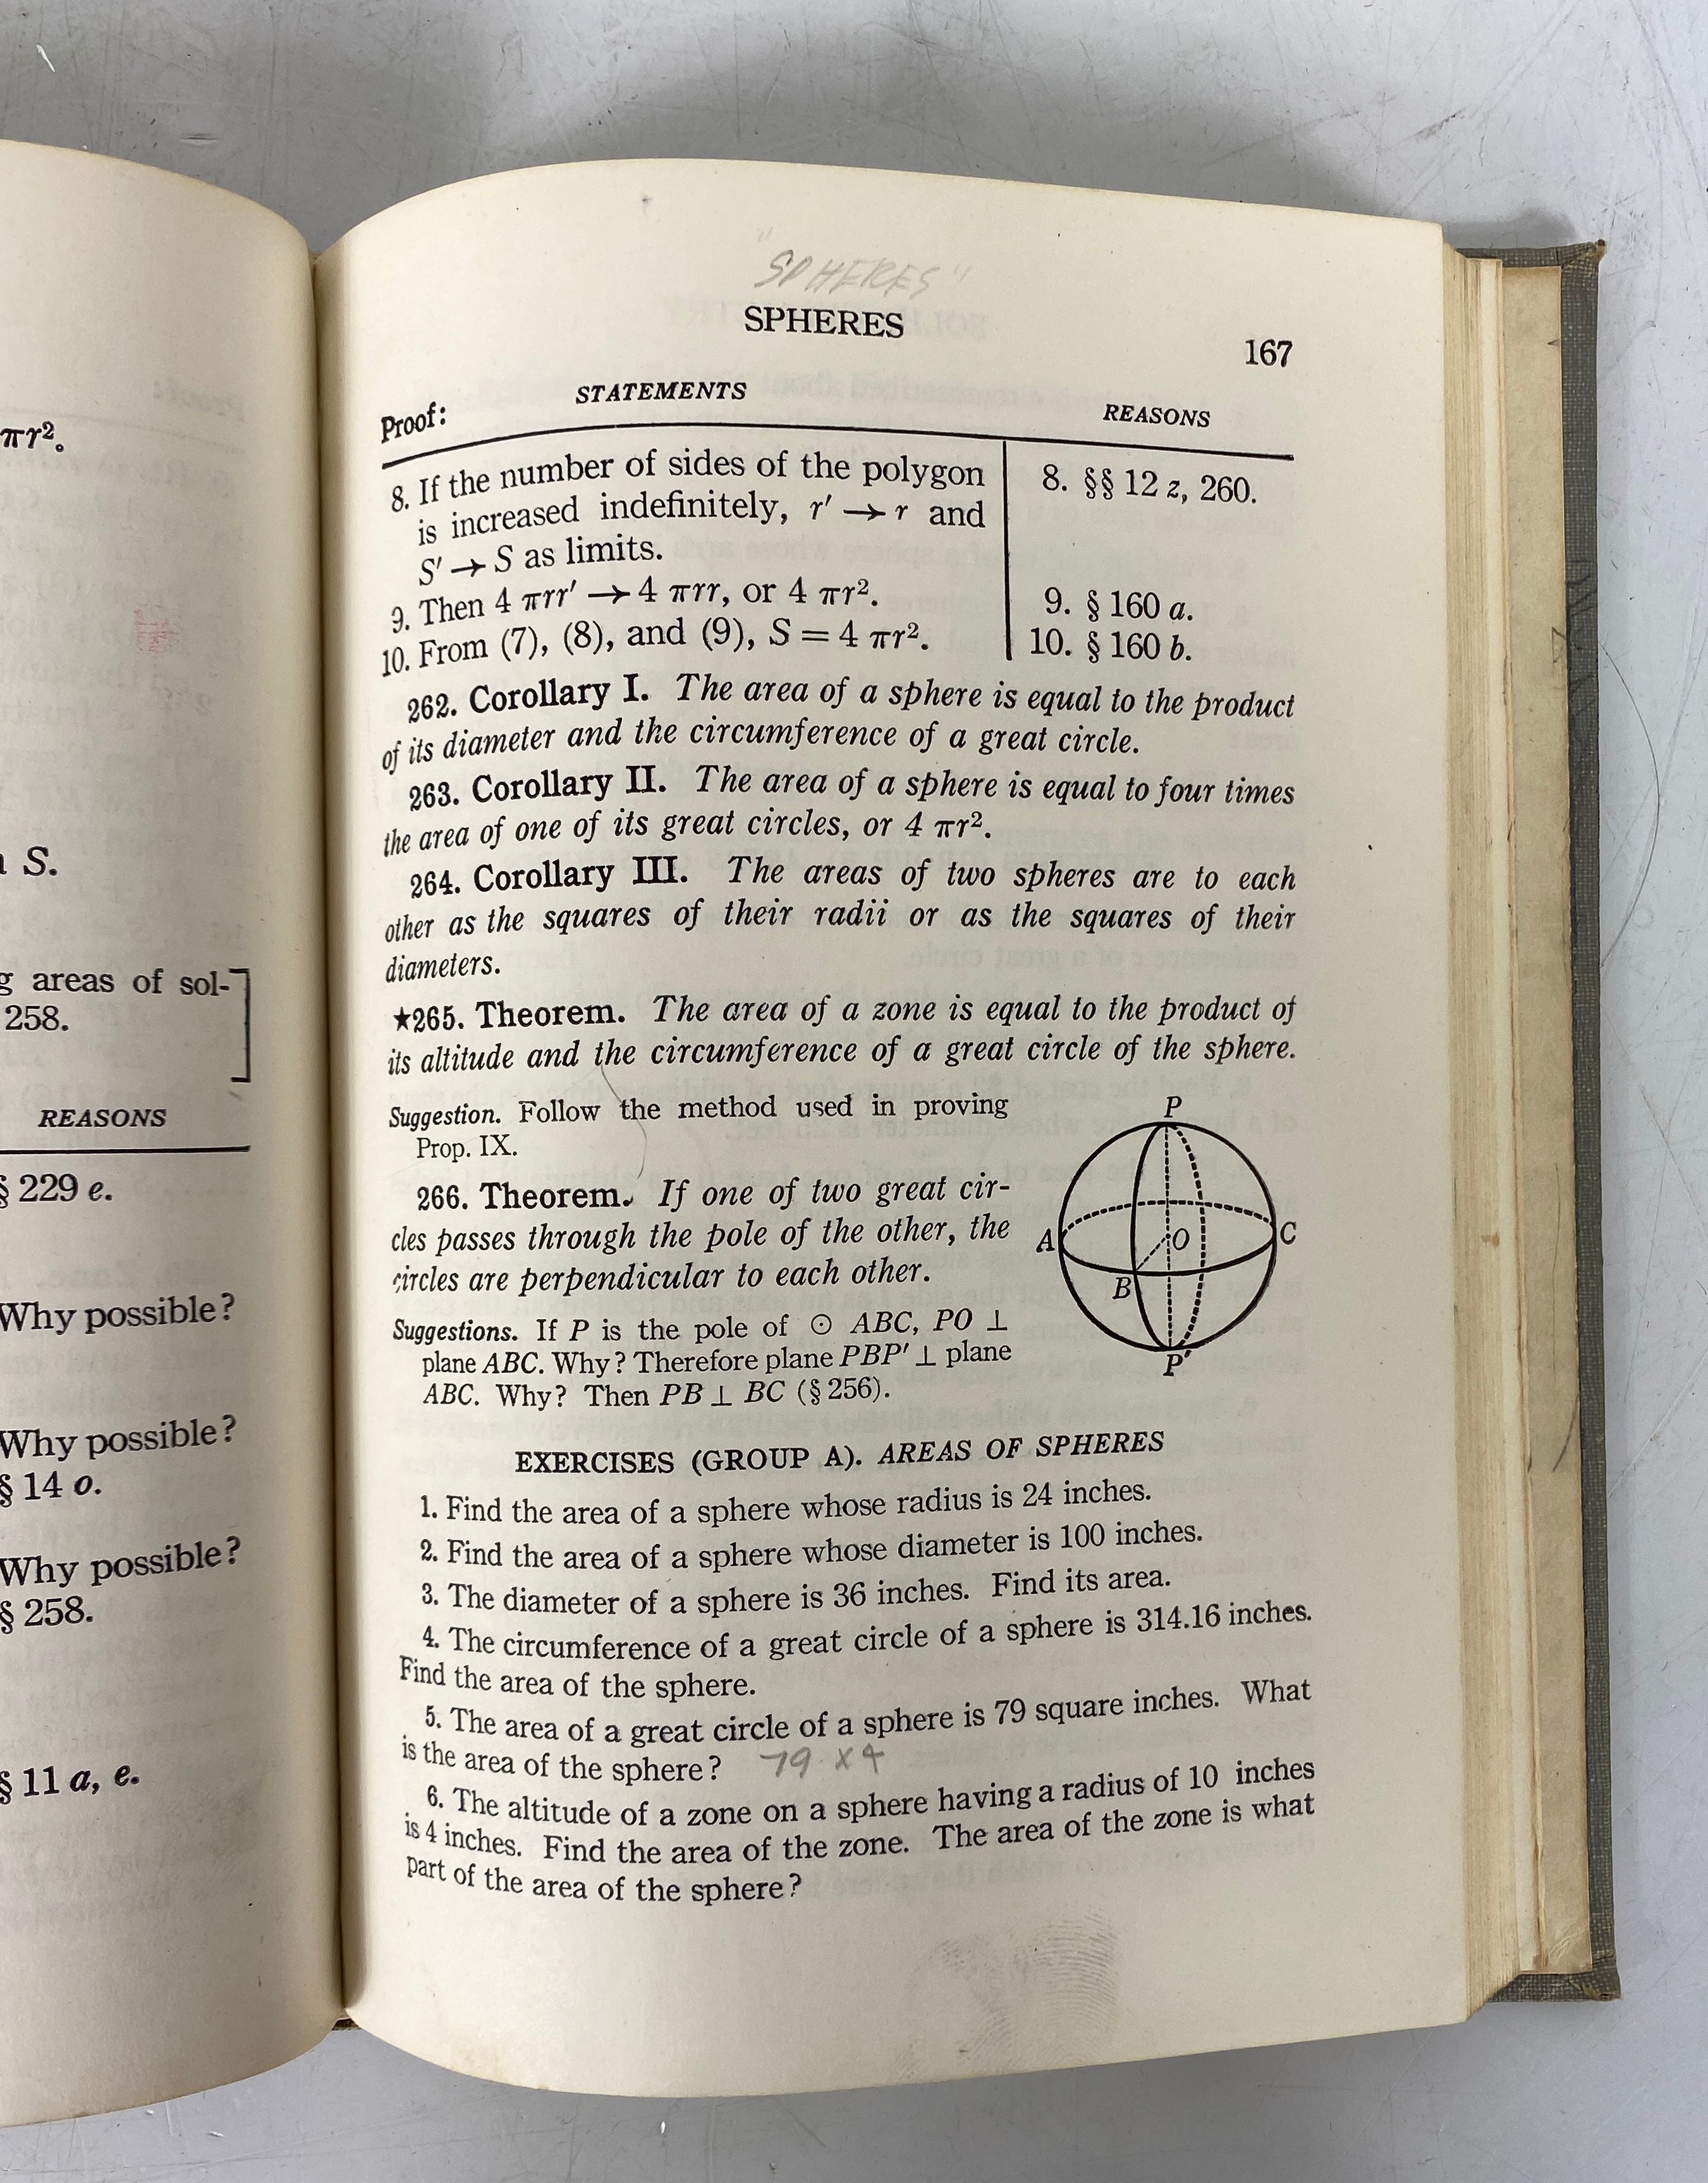 πr².
S.
g areas of sol-
258.
REASONS
§ 229 e.
Why possible?
Why possible?
§ 14 o.
Why possible?
§ 258.
§ 11 a, e.
"SPHERES"
SPHERES
167
STATEMENTS
REASONS
Proof:
8. If the number of sides of the polygon
is increased indefinitely, r′ → r and
S′ → S as limits.
8. §§ 12 z, 260.
9. Then 4 πrr′ → 4 πrr, or 4 πr².
9. § 160 a.
10. From (7), (8), and (9), S = 4 πr².
10. § 160 b.
262. Corollary I. The area of a sphere is equal to the product
of its diameter and the circumference of a great circle.
263. Corollary II. The area of a sphere is equal to four times
the area of one of its great circles, or 4 πr².
264. Corollary III. The areas of two spheres are to each
other as the squares of their radii or as the squares of their
diameters.
★265. Theorem. The area of a zone is equal to the product of
its altitude and the circumference of a great circle of the sphere.
Suggestion. Follow the method used in proving
Prop. IX.
266. Theorem. If one of two great cir-
cles passes through the pole of the other, the
circles are perpendicular to each other.
Suggestions. If P is the pole of ⊙ ABC, PO ⊥
plane ABC. Why? Therefore plane PBP′ ⊥ plane
ABC. Why? Then PB ⊥ BC (§ 256).
P
A
O
C
B
P′
EXERCISES (GROUP A). AREAS OF SPHERES
1. Find the area of a sphere whose radius is 24 inches.
2. Find the area of a sphere whose diameter is 100 inches.
3. The diameter of a sphere is 36 inches. Find its area.
4. The circumference of a great circle of a sphere is 314.16 inches.
Find the area of the sphere.
5. The area of a great circle of a sphere is 79 square inches. What
is the area of the sphere? 79 x 4
6. The altitude of a zone on a sphere having a radius of 10 inches
is 4 inches. Find the area of the zone. The area of the zone is what
part of the area of the sphere?